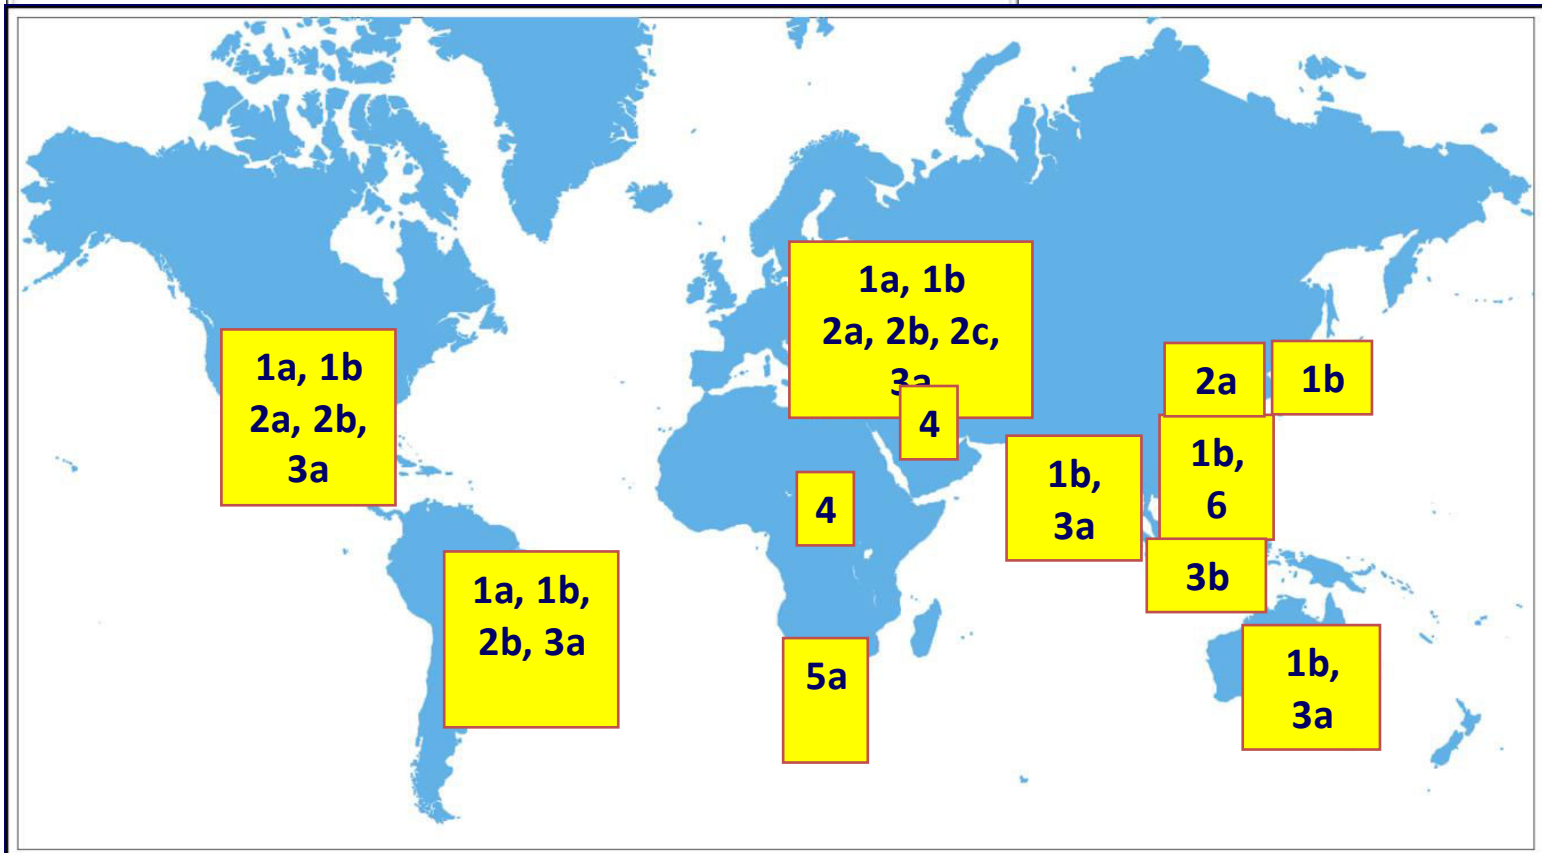 1a, 1b
2a, 2b, 2c,
3a
4
1a, 1b
2a, 2b,
3a
2a
1b
1b,
6
1b,
3a
4
3b
1a, 1b,
2b, 3a
5a
1b,
3a